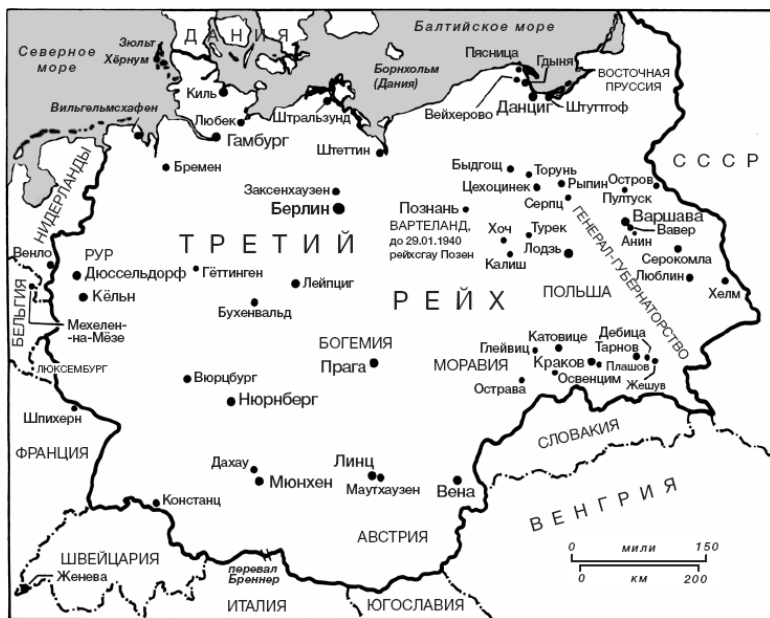 Балтийское море
Северное
море
Зюльт
Хёрнум
ДАНИЯ
Борнхольм
(Дания)
Пясница
Гдыня
ВОСТОЧНАЯ
ПРУССИЯ
Киль
Вильгельмсхафен
Любек
Штральзунд
Вейхерово
Данциг
Штуттгоф
Гамбург
Штеттин
СССР
Бремен
НИДЕРЛАНДЫ
Быдгощ
Торунь
Остров
Заксенхаузен
Цехоцинек
Рыпин
Пултуск
Берлин
Познань
Серпц
Варшава
ВАРТЕЛАНД,
до 29.01.1940
рейхсгау Позен
Хоч
Турек
Вавер
Анин
ТРЕТИЙ
ГЕНЕРАЛ-ГУБЕРНАТОРСТВО
Венло
РУР
Калиш
Лодзь
Серокомла
Дюссельдорф
Гёттинген
Лейпциг
Люблин
Хелм
Кёльн
РЕЙХ
ПОЛЬША
БЕЛЬГИЯ
Бухенвальд
Мехелен-
на-Мёзе
БОГЕМИЯ
Прага
Глейвиц
Катовице
Дебица
Тарнов
ЛЮКСЕМБУРГ
МОРАВИЯ
Краков
Плашов
Вюрцбург
Освенцим
Жешув
Острава
Нюрнберг
Шпихерн
СЛОВАКИЯ
ФРАНЦИЯ
Дахау
Линц
Мюнхен
Маутхаузен
Вена
ВЕНГРИЯ
Констанц
АВСТРИЯ
ШВЕЙЦАРИЯ
Женева
перевал
Бреннер
ИТАЛИЯ
ЮГОСЛАВИЯ
0 мили 150
0 км 200